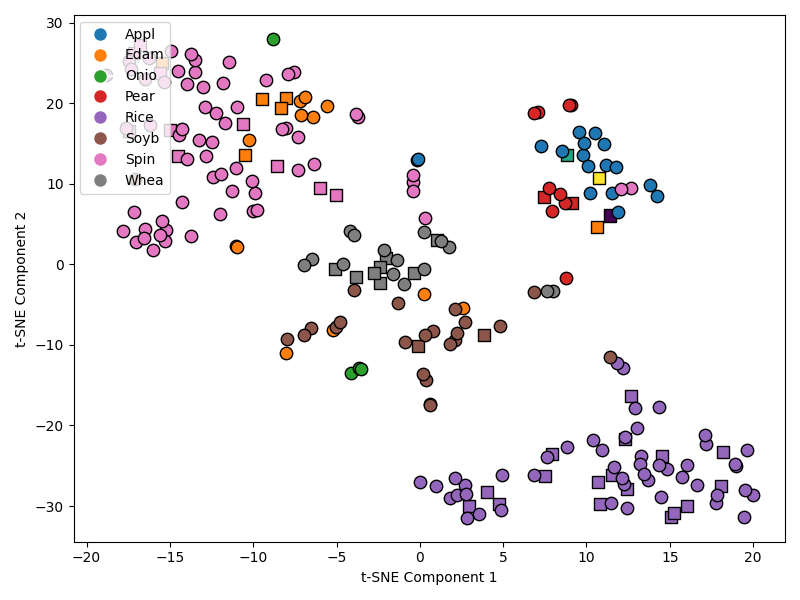 30
20
10
0
−10
−20
−30
t-SNE Component 2
Appl
Edam
Onio
Pear
Rice
Soyb
Spin
Whea
−20 −15 −10 −5 0 5 10 15 20
t-SNE Component 1